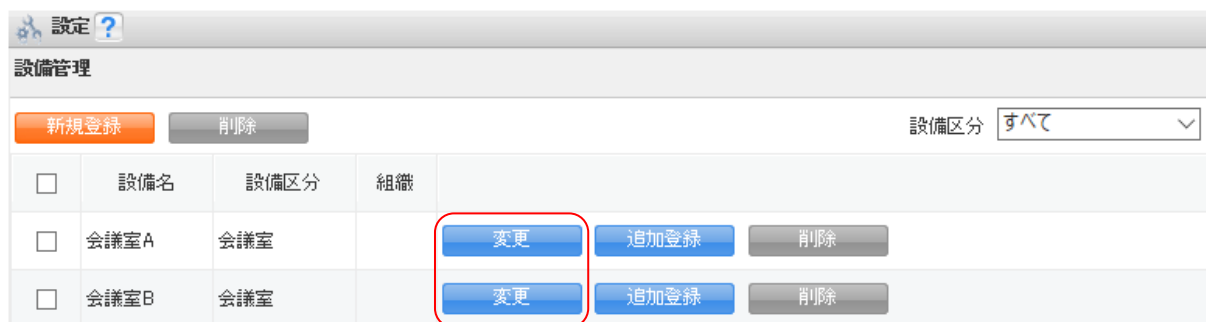 設定 ?
設備管理
新規登録 削除 設備区分 すべて
設備名 設備区分 組織
会議室A 会議室 変更 追加登録 削除
会議室B 会議室 変更 追加登録 削除